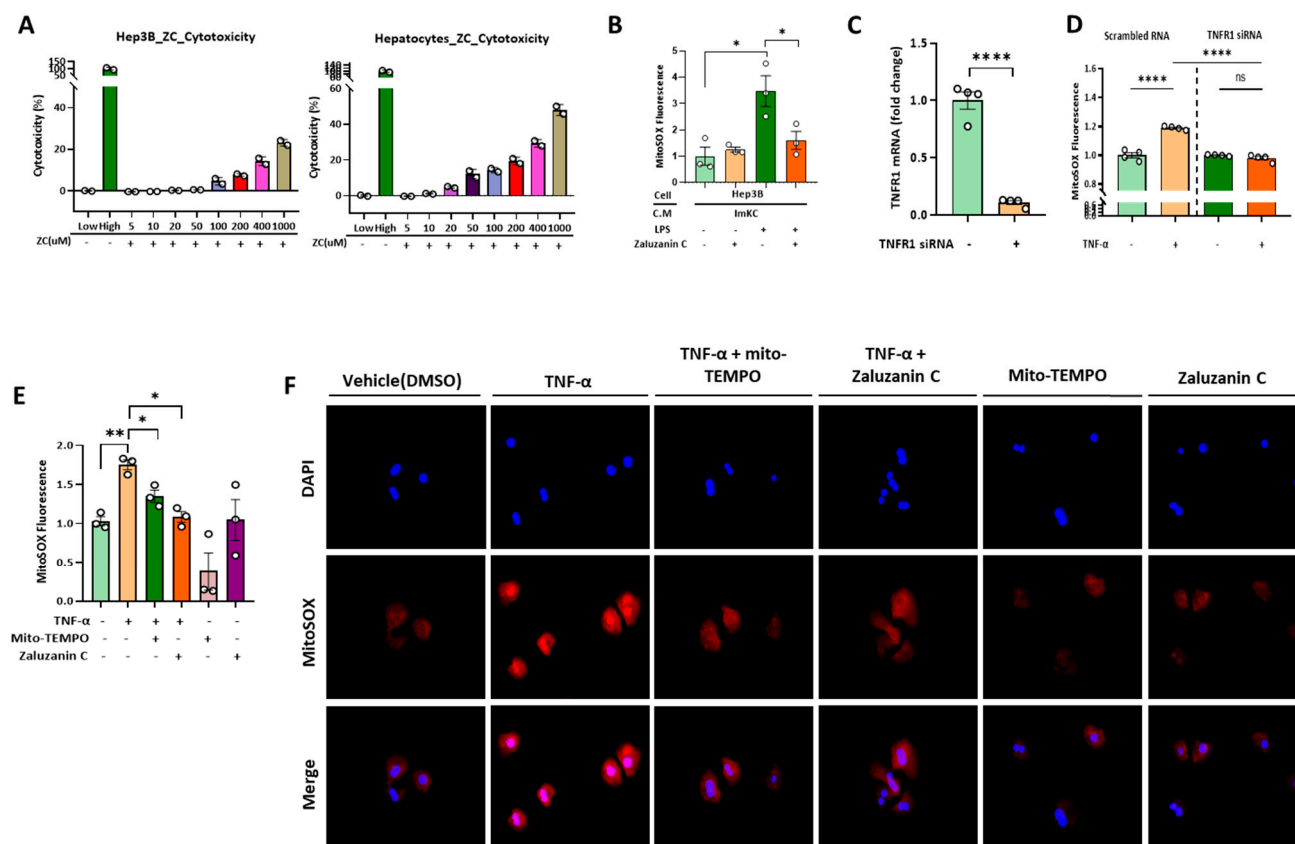 A
Hep3B_ZC_Cytotoxicity
Cytotoxicity (%)
150
100
50
40
20
0
Low High 5 10 20 50 100 200 400 1000
ZC(uM) - - + + + + + + + +
Hepatocytes_ZC_Cytotoxicity
Cytotoxicity (%)
140
60
40
20
0
Low High 5 10 20 50 100 200 400 1000
ZC(uM) - - + + + + + + + +
B
MitoSOX Fluorescence
5
4
3
2
1
0
* *
Cell Hep3B
C.M ImKC
LPS - - + +
Zaluzanin C - + - +
C
TNFR1 mRNA (fold change)
1.5
1.0
0.5
0.0
****
TNFR1 siRNA - +
D
Scrambled RNA TNFR1 siRNA
****
**** ns
MitoSOX Fluorescence
1.6
1.4
1.2
1.0
0.8
TNF-α - + - +
E
*
*
**
MitoSOX Fluorescence
2.0
1.5
1.0
0.5
0.0
TNF-α - + + + - -
Mito-TEMPO - - + - + -
Zaluzanin C - - - + - +
F
Vehicle(DMSO)
TNF-α
TNF-α + mito-
TEMPO
TNF-α +
Zaluzanin C
Mito-TEMPO
Zaluzanin C
DAPI
MitoSOX
Merge